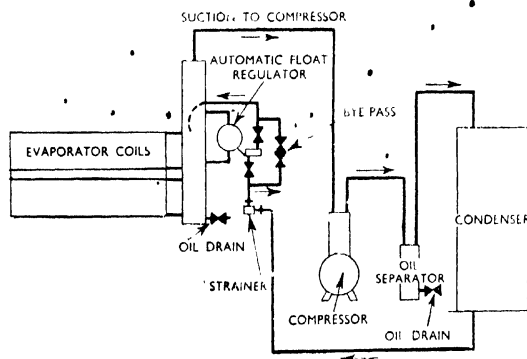 SUCTION TO COMPRESSOR
AUTOMATIC FLOAT
REGULATOR
BYE PASS
EVAPORATOR COILS
CONDENSER
OIL DRAIN
OIL
SEPARATOR
STRAINER
COMPRESSOR
OIL DRAIN